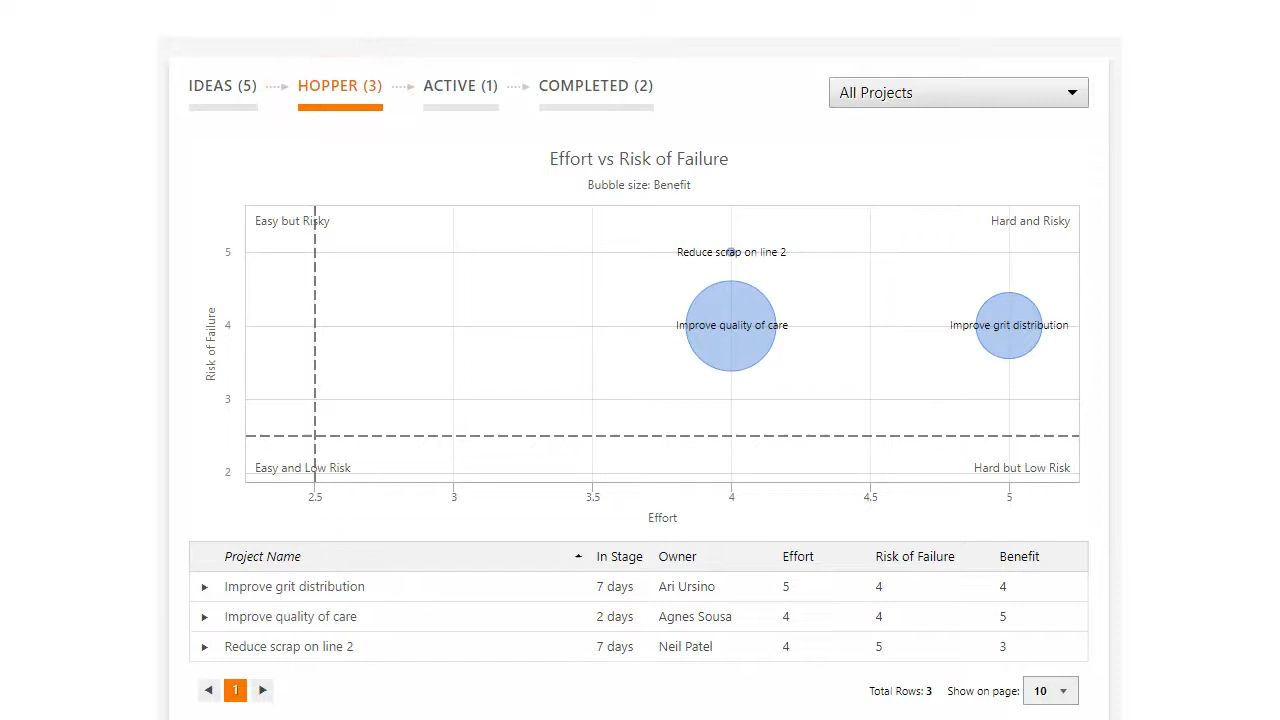 IDEAS (5) HOPPER (3) ACTIVE (1) COMPLETED (2) All Projects
Effort vs Risk of Failure
Bubble size: Benefit
Easy but Risky Hard and Risky
5 Reduce scrap on line 2
Risk of Failure
4 Improve quality of care Improve grit distribution
3
Easy and Low Risk Hard but Low Risk
2
2.5 3 3.5 4 4.5 5
Effort
Project Name In Stage Owner Effort Risk of Failure Benefit
Improve grit distribution 7 days Ari Ursino 5 4 4
Improve quality of care 2 days Agnes Sousa 4 4 5
Reduce scrap on line 2 7 days Neil Patel 4 5 3
1 Total Rows: 3 Show on page: 10